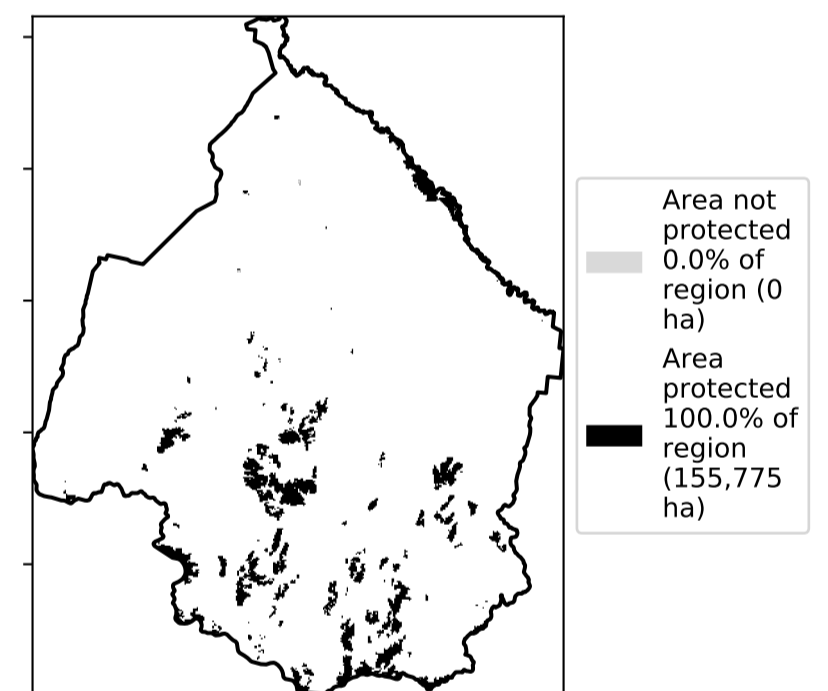 Area not
protected
0.0% of
region (0
ha)
Area
protected
100.0% of
region
(155,775
ha)